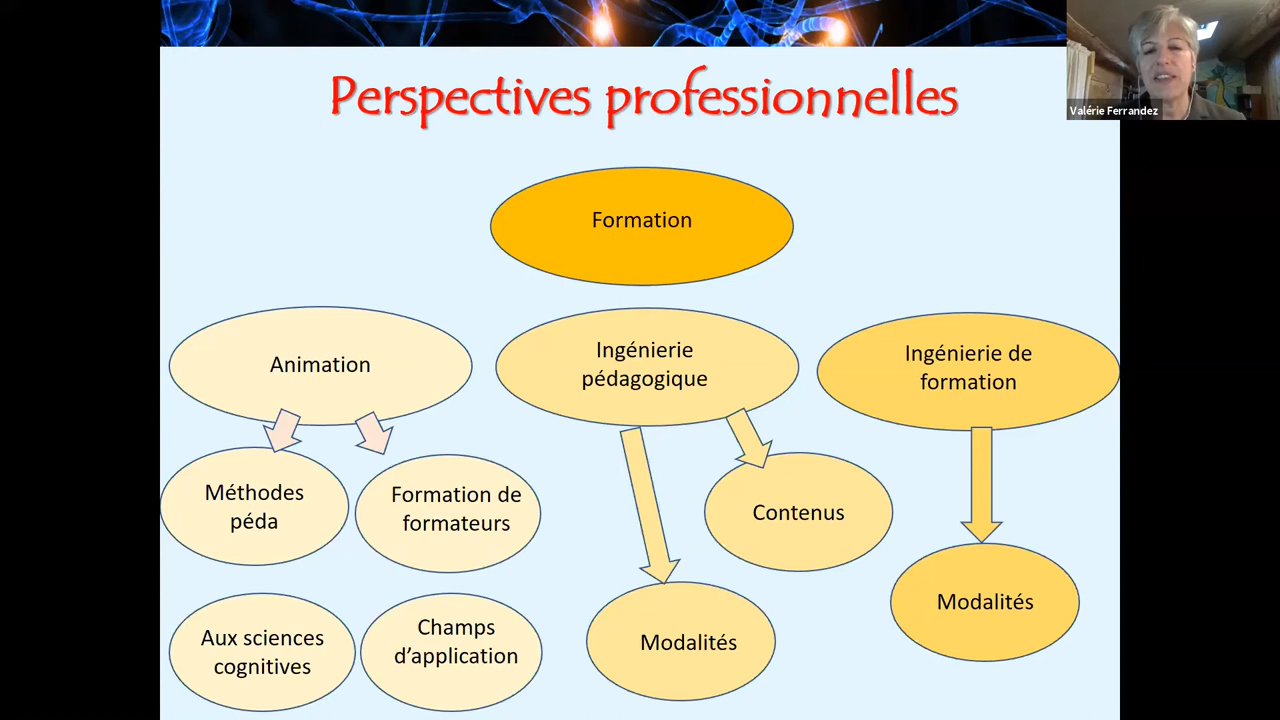 Perspectives professionnelles
Valérie Ferrandez
Formation
Animation
Ingénierie
pédagogique
Ingénierie de
formation
Méthodes
péda
Formation de
formateurs
Contenus
Modalités
Aux sciences
cognitives
Champs
d'application
Modalités